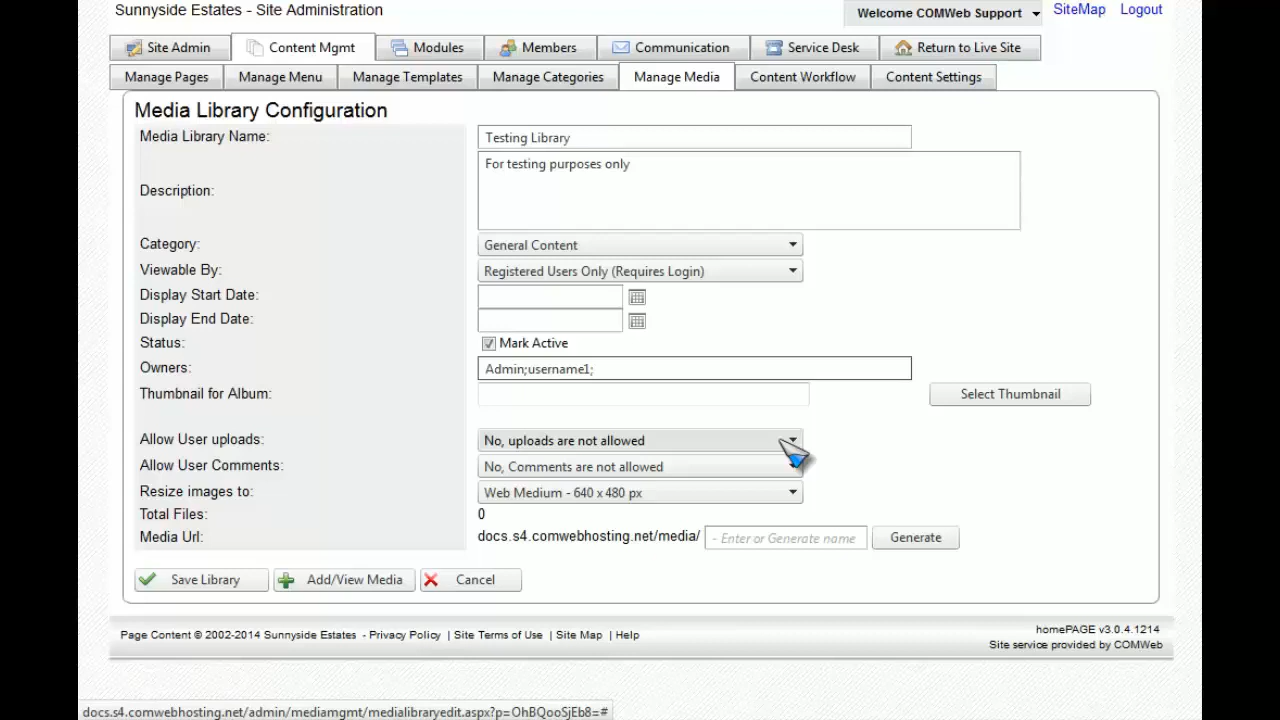 Sunnyside Estates - Site Administration
Welcome COMWeb Support SiteMap Logout
Site Admin Content Mgmt Modules Members Communication Service Desk Return to Live Site
Manage Pages Manage Menu Manage Templates Manage Categories Manage Media Content Workflow Content Settings
Media Library Configuration
Media Library Name: Testing Library
Description: For testing purposes only
Category: General Content
Viewable By: Registered Users Only (Requires Login)
Display Start Date:
Display End Date:
Status: Mark Active
Owners: Admin;username1;
Thumbnail for Album: Select Thumbnail
Allow User uploads: No, uploads are not allowed
Allow User Comments: No, Comments are not allowed
Resize images to: Web Medium - 640 x 480 px
Total Files: 0
Media Url: docs.s4.comwebhosting.net/media/ - Enter or Generate name Generate
Save Library Add/View Media Cancel
Page Content © 2002-2014 Sunnyside Estates - Privacy Policy | Site Terms of Use | Site Map | Help
homePAGE v3.0.4.1214
Site service provided by COMWeb
docs.s4.comwebhosting.net/admin/mediamgmt/medialibraryedit.aspx?p=OhBQooSjEb8=#